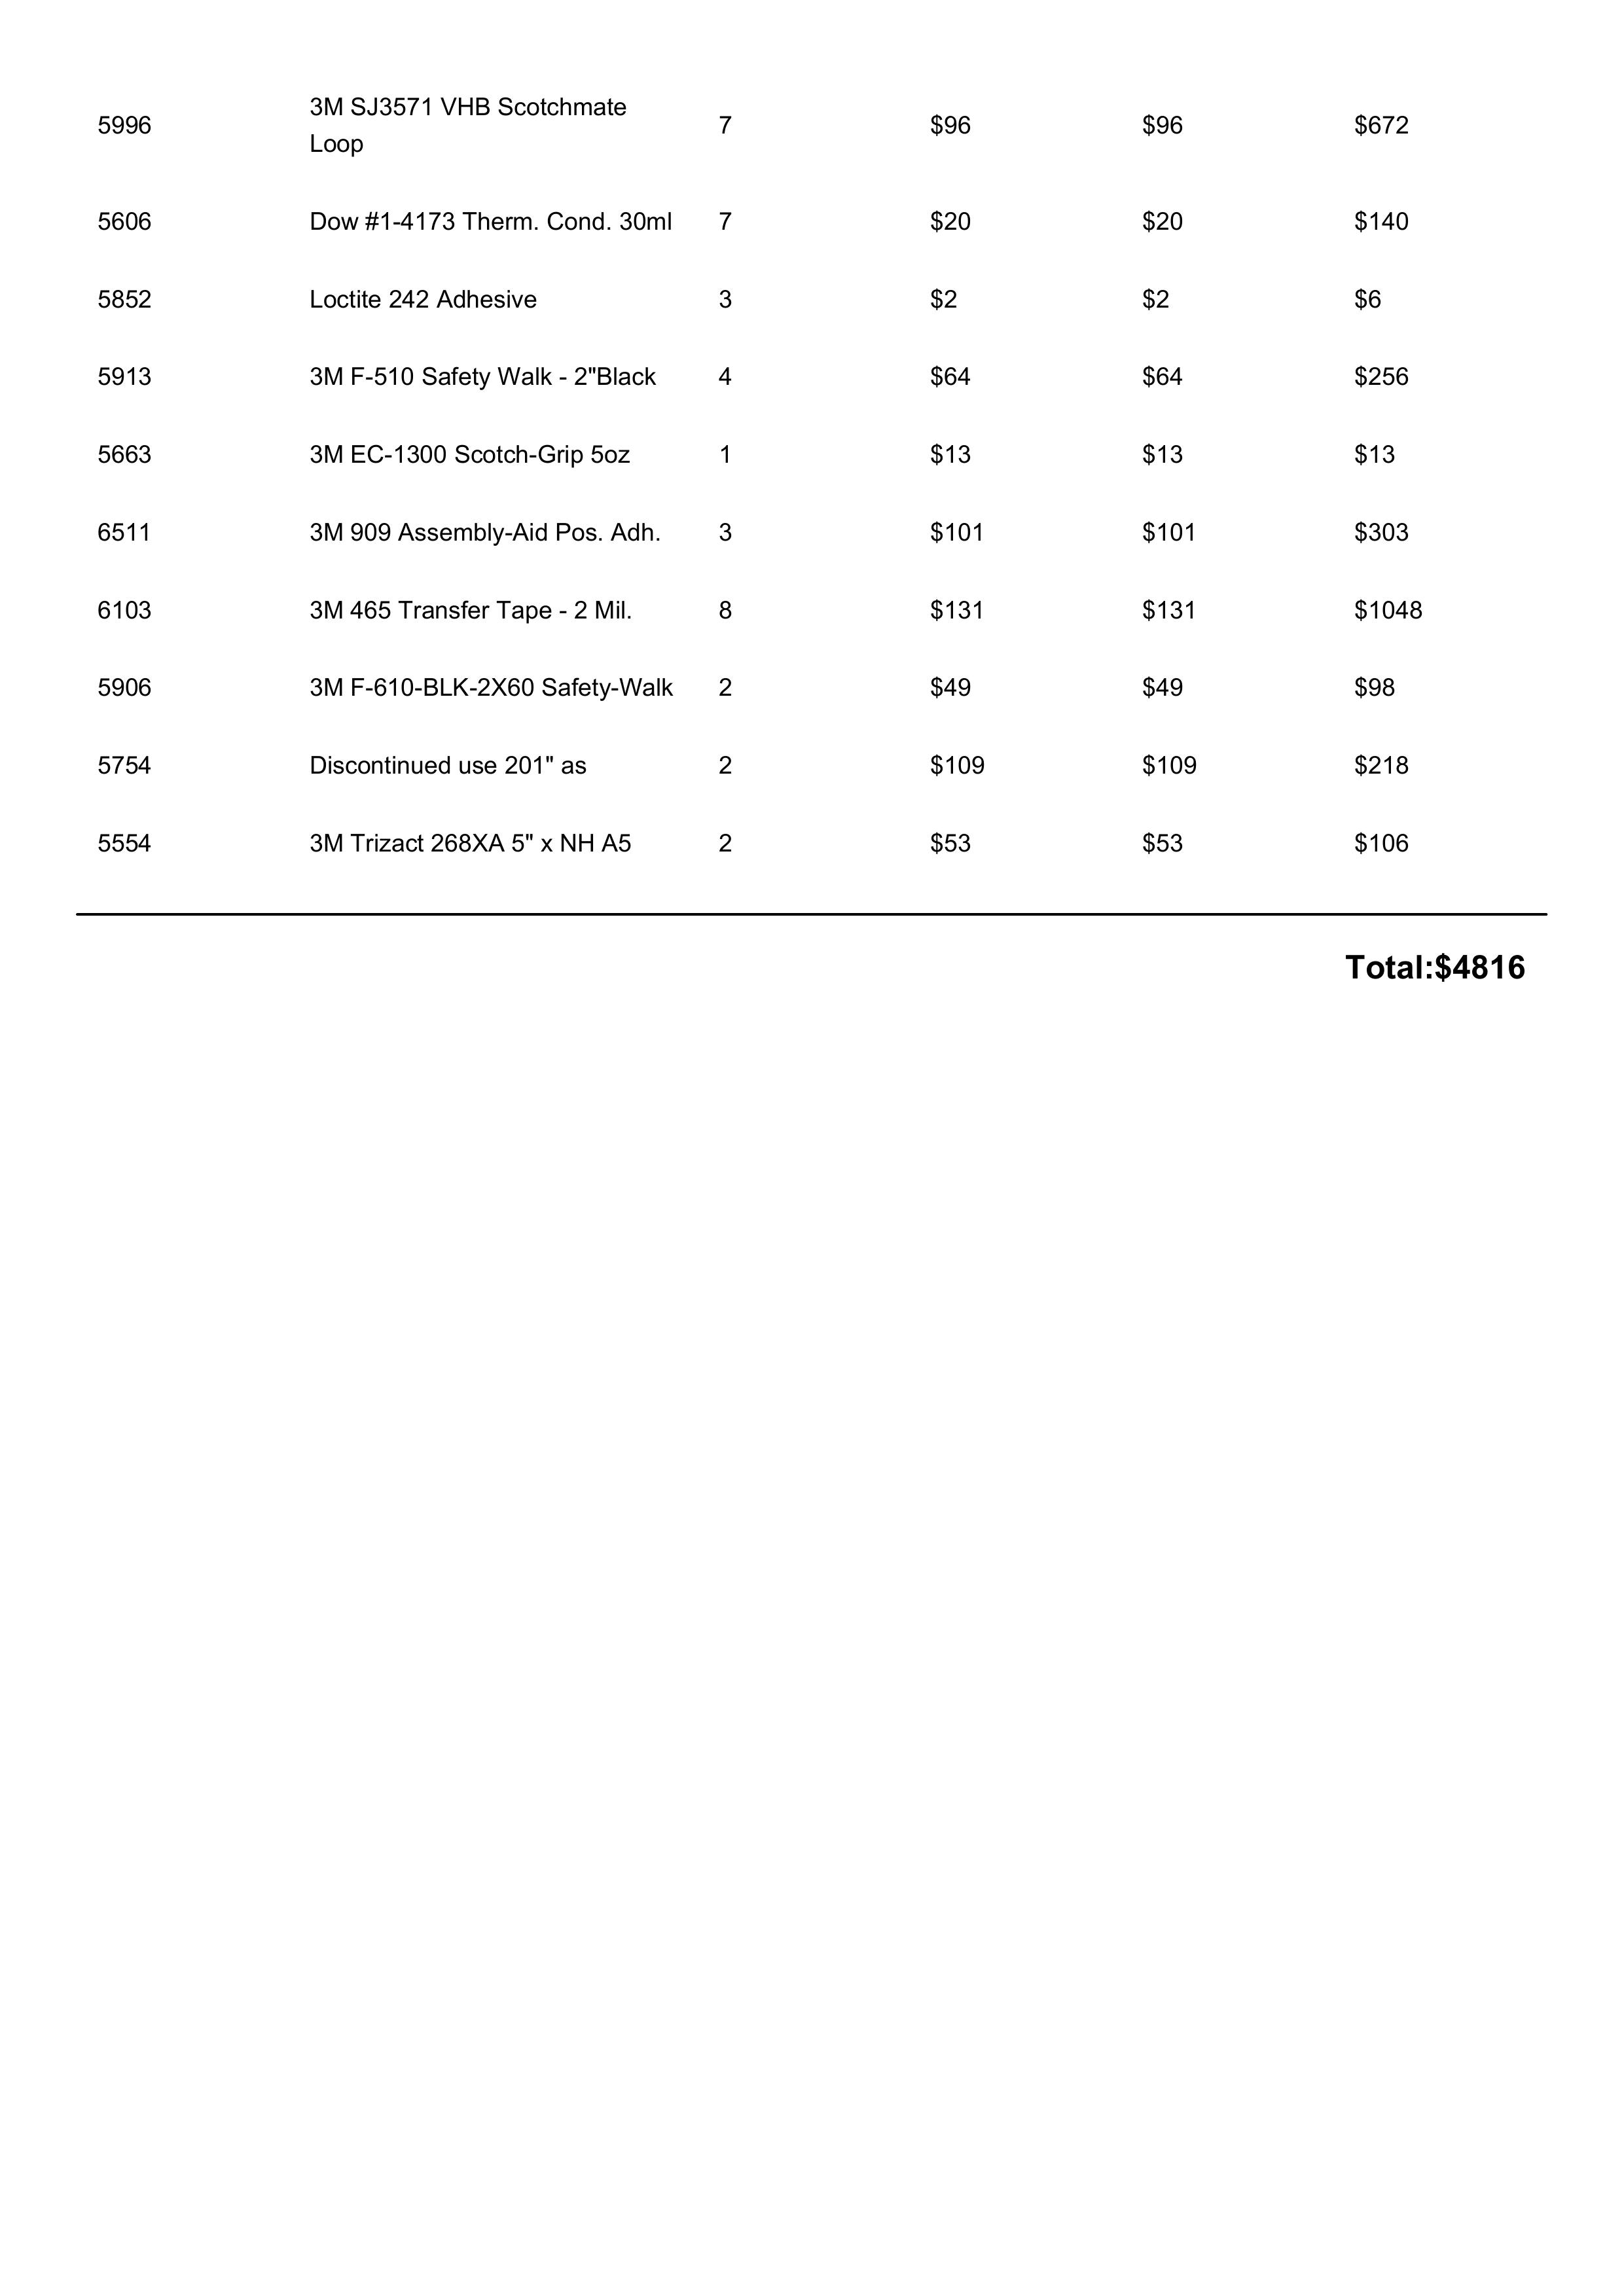 5996 3M SJ3571 VHB Scotchmate Loop 7 $96 $96 $672
5606 Dow #1-4173 Therm. Cond. 30ml 7 $20 $20 $140
5852 Loctite 242 Adhesive 3 $2 $2 $6
5913 3M F-510 Safety Walk - 2"Black 4 $64 $64 $256
5663 3M EC-1300 Scotch-Grip 5oz 1 $13 $13 $13
6511 3M 909 Assembly-Aid Pos. Adh. 3 $101 $101 $303
6103 3M 465 Transfer Tape - 2 Mil. 8 $131 $131 $1048
5906 3M F-610-BLK-2X60 Safety-Walk 2 $49 $49 $98
5754 Discontinued use 201" as 2 $109 $109 $218
5554 3M Trizact 268XA 5" x NH A5 2 $53 $53 $106
Total:$4816